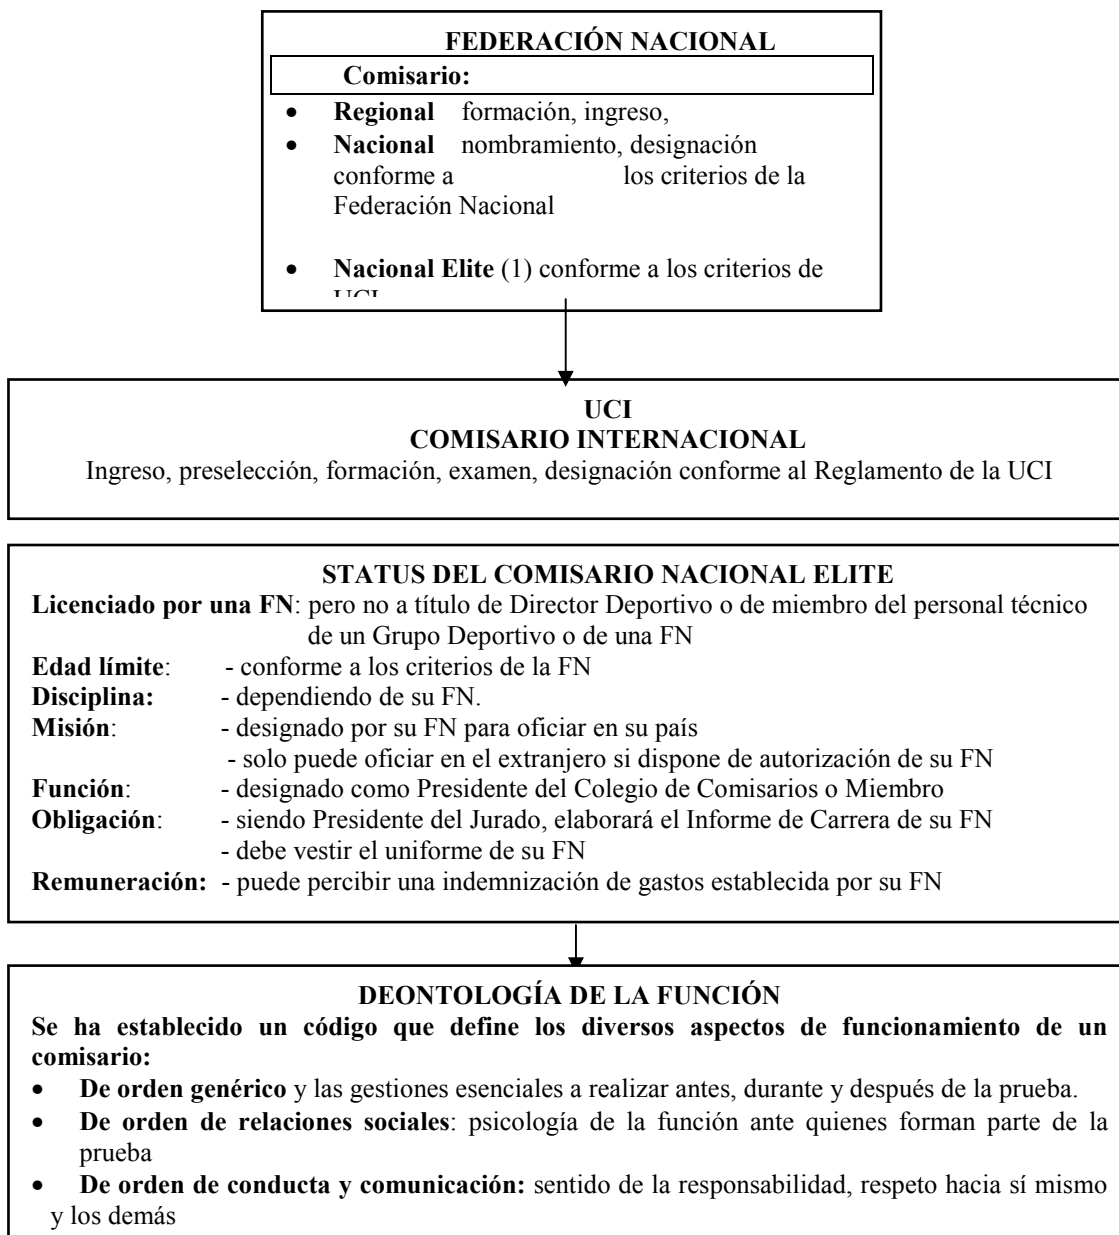 FEDERACIÓN NACIONAL
Comisario:
• Regional formación, ingreso,
• Nacional nombramiento, designación
conforme a los criterios de la
Federación Nacional
• Nacional Elite (1) conforme a los criterios de
UCI
UCI
COMISARIO INTERNACIONAL
Ingreso, preselección, formación, examen, designación conforme al Reglamento de la UCI
STATUS DEL COMISARIO NACIONAL ELITE
Licenciado por una FN: pero no a título de Director Deportivo o de miembro del personal técnico
de un Grupo Deportivo o de una FN
Edad límite: - conforme a los criterios de la FN
Disciplina: - dependiendo de su FN.
Misión: - designado por su FN para oficiar en su país
- solo puede oficiar en el extranjero si dispone de autorización de su FN
Función: - designado como Presidente del Colegio de Comisarios o Miembro
Obligación: - siendo Presidente del Jurado, elaborará el Informe de Carrera de su FN
- debe vestir el uniforme de su FN
Remuneración: - puede percibir una indemnización de gastos establecida por su FN
DEONTOLOGÍA DE LA FUNCIÓN
Se ha establecido un código que define los diversos aspectos de funcionamiento de un
comisario:
• De orden genérico y las gestiones esenciales a realizar antes, durante y después de la prueba.
• De orden de relaciones sociales: psicología de la función ante quienes forman parte de la
prueba
• De orden de conducta y comunicación: sentido de la responsabilidad, respeto hacia sí mismo
y los demás